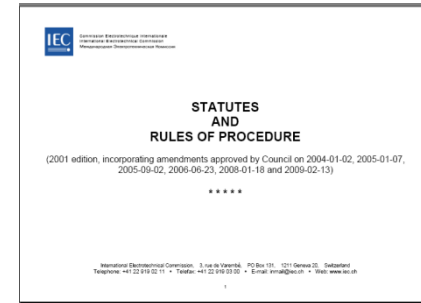 IEC
Commission Electrotechnique Internationale
International Electrotechnical Commission
Международная Электротехническая Комиссия
STATUTES
AND
RULES OF PROCEDURE
(2001 edition, incorporating amendments approved by Council on 2004-01-02, 2005-01-07,
2005-09-02, 2006-06-23, 2008-01-18 and 2009-02-13)
* * * * *
International Electrotechnical Commission. 3, rue de Varembé, PO Box 131, 1211 Geneva 20, Switzerland
Telephone: +41 22 919 02 11 • Telefax: +41 22 919 03 00 • E-mail: inmail@iec.ch • Web: www.iec.ch
1